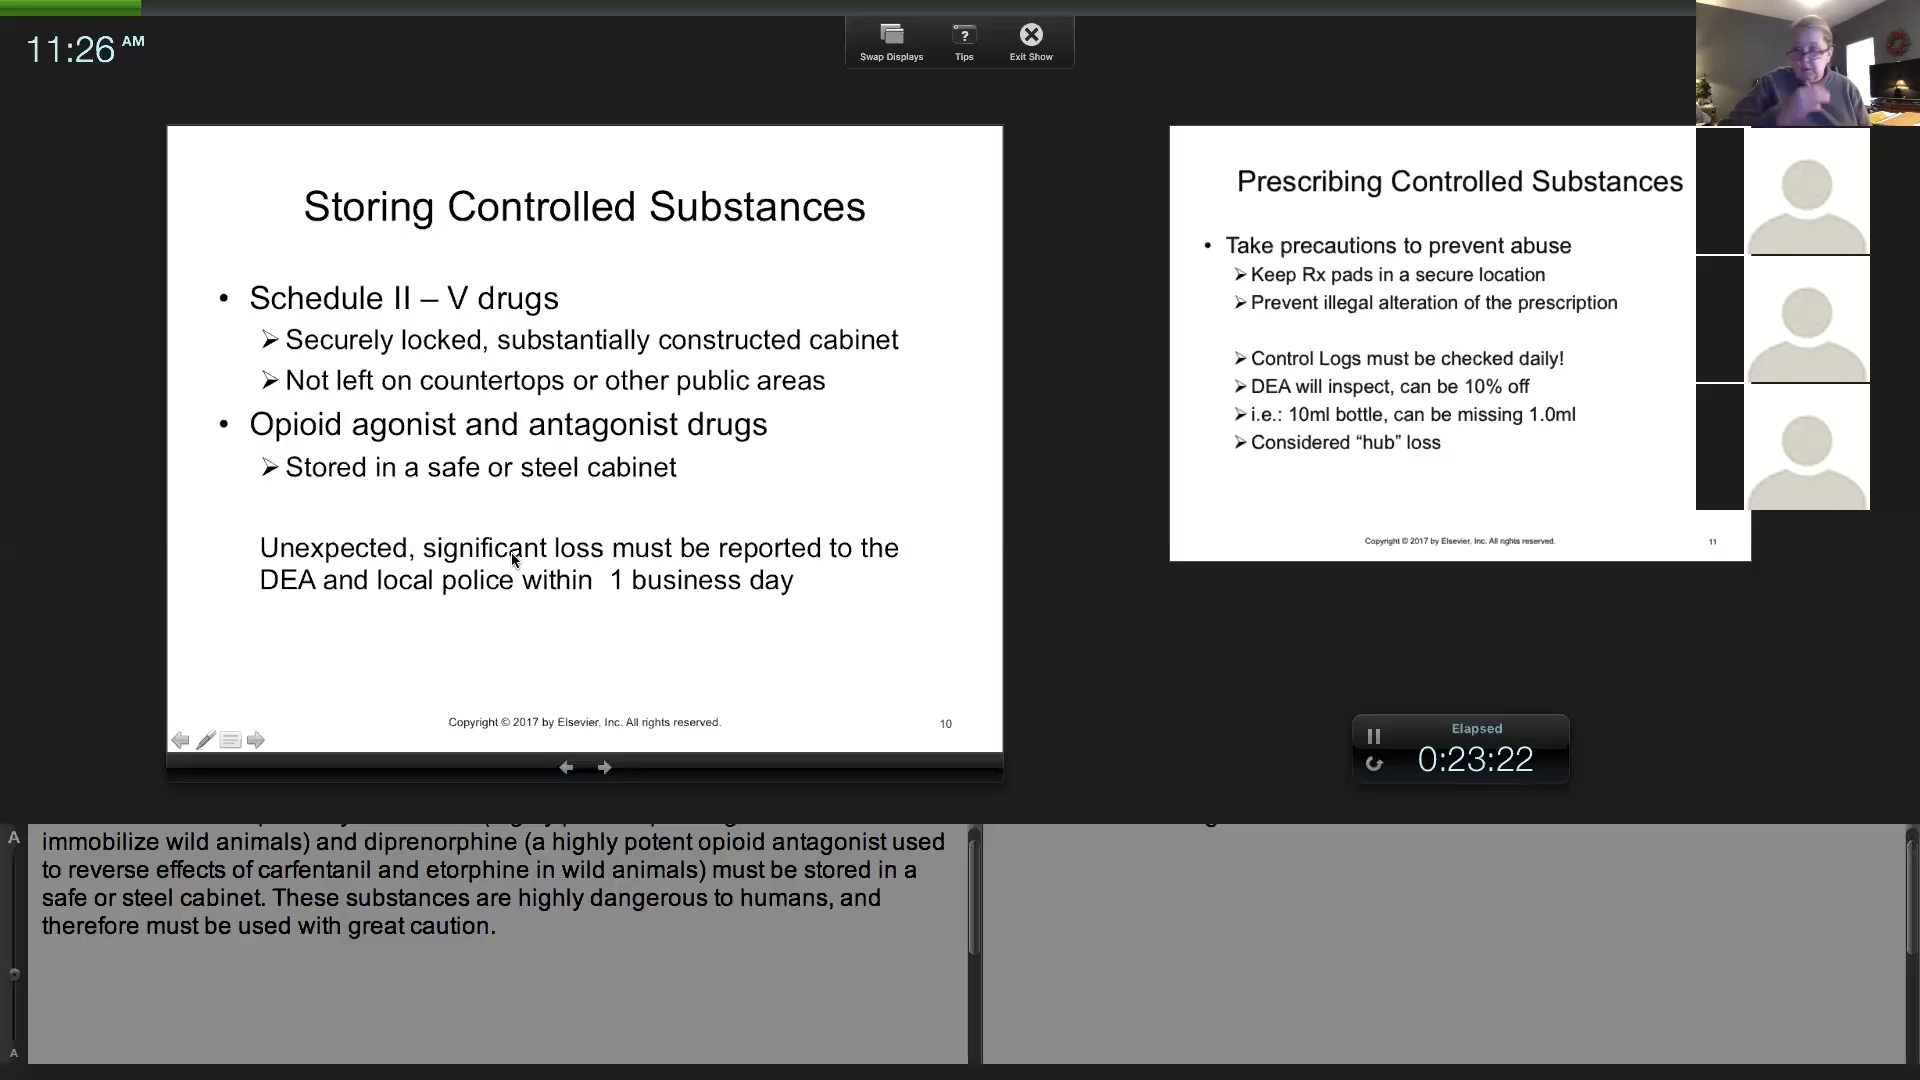 11:26 AM
Swap Displays
Tips
Exit Show
Storing Controlled Substances
• Schedule II – V drugs
➢ Securely locked, substantially constructed cabinet
➢ Not left on countertops or other public areas
• Opioid agonist and antagonist drugs
➢ Stored in a safe or steel cabinet
Unexpected, significant loss must be reported to the
DEA and local police within 1 business day
Copyright © 2017 by Elsevier, Inc. All rights reserved.
10
Prescribing Controlled Substances
• Take precautions to prevent abuse
➢ Keep Rx pads in a secure location
➢ Prevent illegal alteration of the prescription
➢ Control Logs must be checked daily!
➢ DEA will inspect, can be 10% off
➢ i.e.: 10ml bottle, can be missing 1.0ml
➢ Considered “hub” loss
Copyright © 2017 by Elsevier, Inc. All rights reserved.
11
Elapsed
0:23:22
A
immobilize wild animals) and diprenorphine (a highly potent opioid antagonist used
to reverse effects of carfentanil and etorphine in wild animals) must be stored in a
safe or steel cabinet. These substances are highly dangerous to humans, and
therefore must be used with great caution.
A